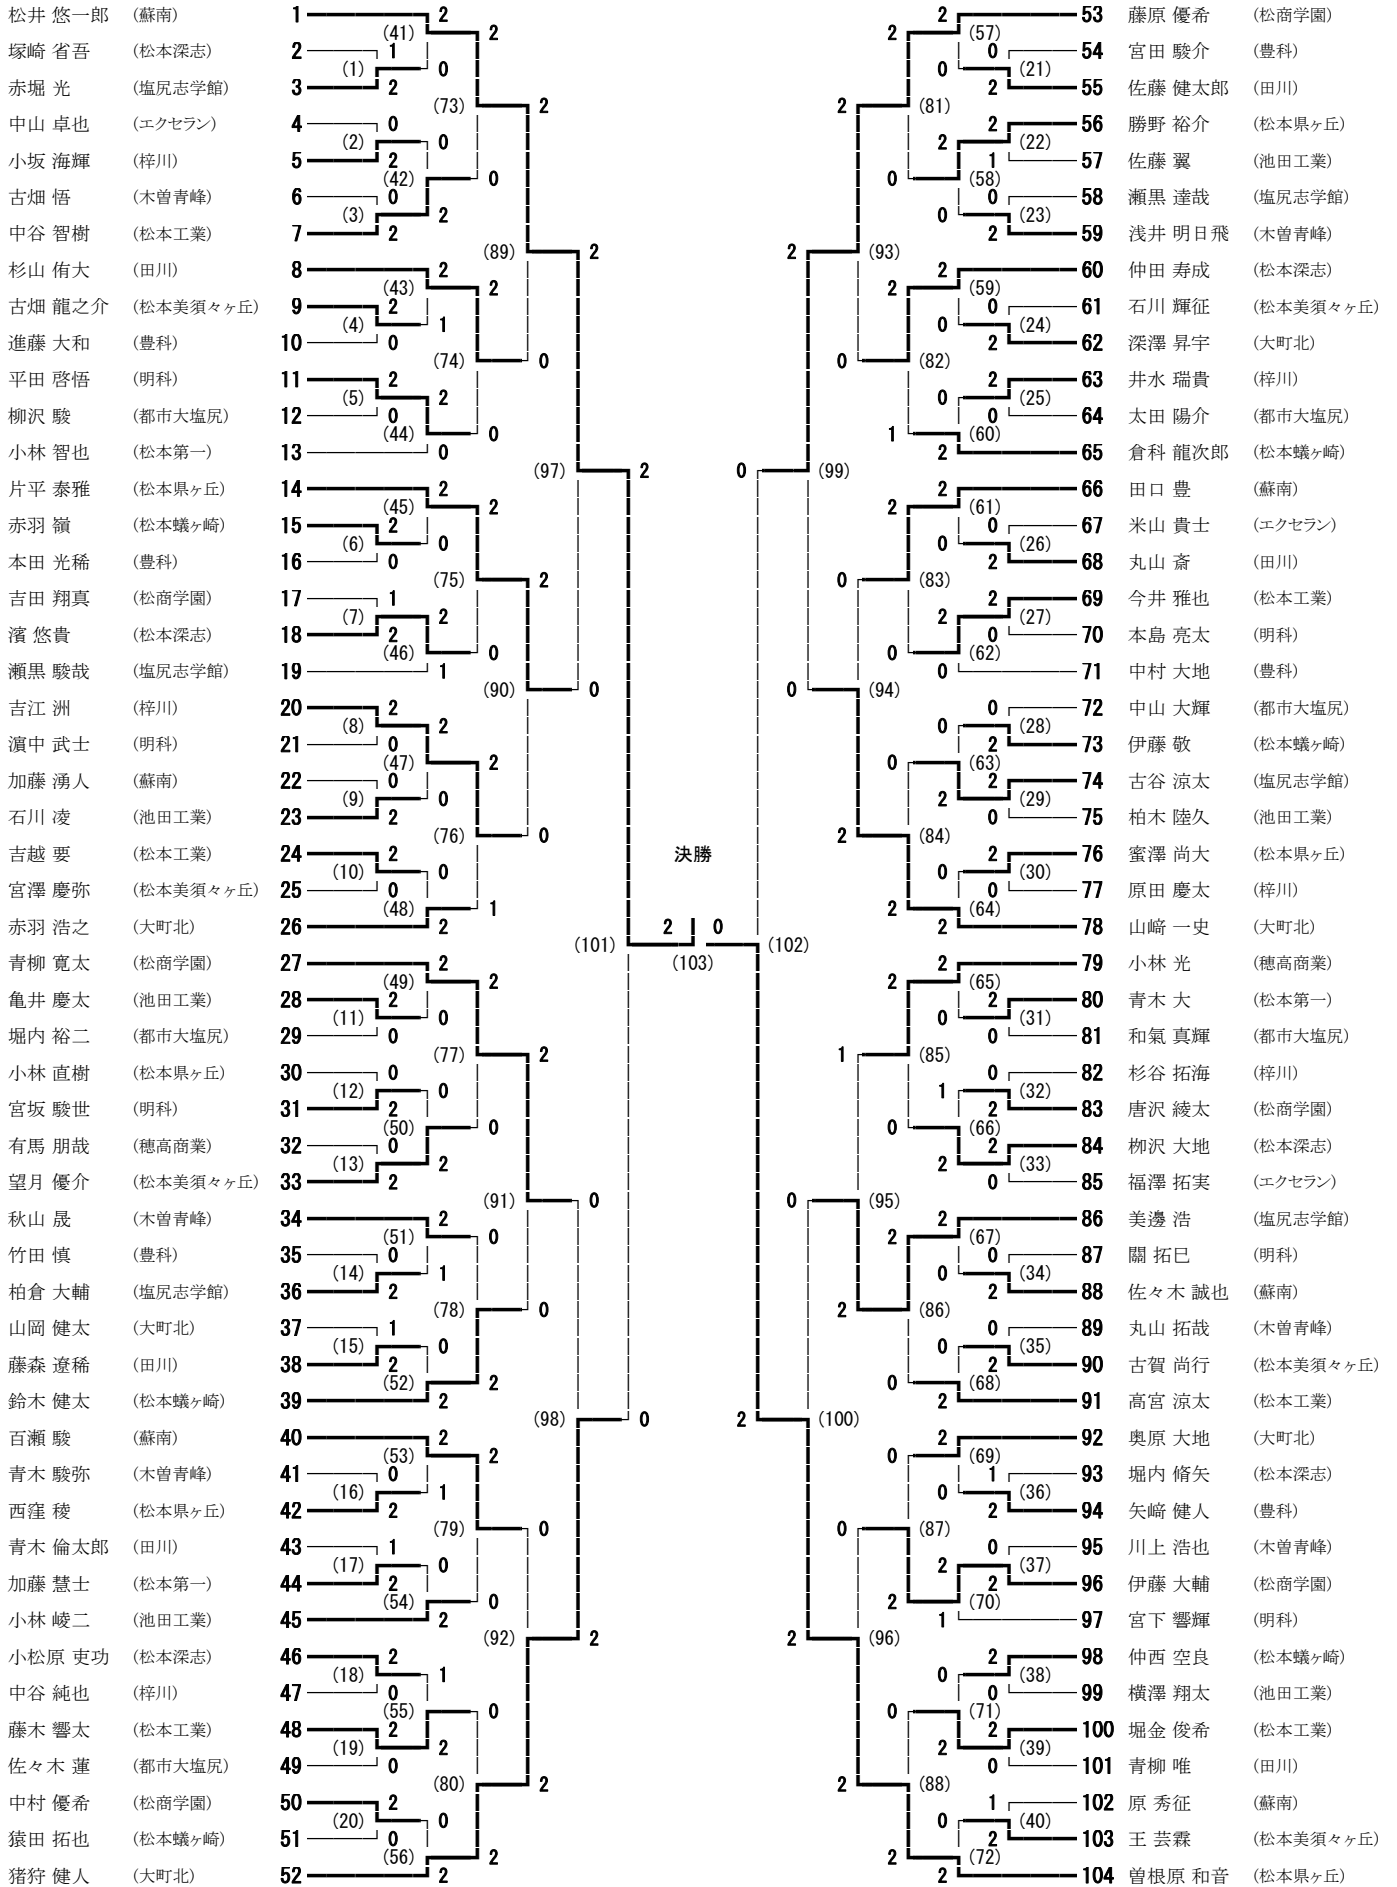 1 松井 悠一郎 (蘇南)
2 塚崎 省吾 (松本深志)
3 赤堀 光 (塩尻志学館)
4 中山 卓也 (エクセラン)
5 小坂 海輝 (梓川)
6 古畑 悟 (木曽青峰)
7 中谷 智樹 (松本工業)
8 杉山 侑大 (田川)
9 古畑 龍之介 (松本美須々ヶ丘)
10 進藤 大和 (豊科)
11 平田 啓悟 (明科)
12 柳沢 駿 (都市大塩尻)
13 小林 智也 (松本第一)
14 片平 泰雅 (松本県ヶ丘)
15 赤羽 嶺 (松本蟻ヶ崎)
16 本田 光稀 (豊科)
17 吉田 翔真 (松商学園)
18 濱 悠貴 (松本深志)
19 瀬黒 駿哉 (塩尻志学館)
20 吉江 洲 (梓川)
21 濵中 武士 (明科)
22 加藤 湧人 (蘇南)
23 石川 凌 (池田工業)
24 吉越 要 (松本工業)
25 宮澤 慶弥 (松本美須々ヶ丘)
26 赤羽 浩之 (大町北)
27 青柳 寛太 (松商学園)
28 亀井 慶太 (池田工業)
29 堀内 裕二 (都市大塩尻)
30 小林 直樹 (松本県ヶ丘)
31 宮坂 駿世 (明科)
32 有馬 朋哉 (穂高商業)
33 望月 優介 (松本美須々ヶ丘)
34 秋山 晟 (木曽青峰)
35 竹田 慎 (豊科)
36 柏倉 大輔 (塩尻志学館)
37 山岡 健太 (大町北)
38 藤森 遼稀 (田川)
39 鈴木 健太 (松本蟻ヶ崎)
40 百瀬 駿 (蘇南)
41 青木 駿弥 (木曽青峰)
42 西窪 稜 (松本県ヶ丘)
43 青木 倫太郎 (田川)
44 加藤 慧士 (松本第一)
45 小林 崚二 (池田工業)
46 小松原 吏功 (松本深志)
47 中谷 純也 (梓川)
48 藤木 響太 (松本工業)
49 佐々木 蓮 (都市大塩尻)
50 中村 優希 (松商学園)
51 猿田 拓也 (松本蟻ヶ崎)
52 猪狩 健人 (大町北)
決勝
2 0
(101) (103) (102)
53 藤原 優希 (松商学園)
54 宮田 駿介 (豊科)
55 佐藤 健太郎 (田川)
56 勝野 裕介 (松本県ヶ丘)
57 佐藤 翼 (池田工業)
58 瀬黒 達哉 (塩尻志学館)
59 浅井 明日飛 (木曽青峰)
60 仲田 寿成 (松本深志)
61 石川 輝征 (松本美須々ヶ丘)
62 深澤 昇宇 (大町北)
63 井水 瑞貴 (梓川)
64 太田 陽介 (都市大塩尻)
65 倉科 龍次郎 (松本蟻ヶ崎)
66 田口 豊 (蘇南)
67 米山 貴士 (エクセラン)
68 丸山 斎 (田川)
69 今井 雅也 (松本工業)
70 本島 亮太 (明科)
71 中村 大地 (豊科)
72 中山 大輝 (都市大塩尻)
73 伊藤 敬 (松本蟻ヶ崎)
74 古谷 涼太 (塩尻志学館)
75 柏木 陸久 (池田工業)
76 蜜澤 尚大 (松本県ヶ丘)
77 原田 慶太 (梓川)
78 山﨑 一史 (大町北)
79 小林 光 (穂高商業)
80 青木 大 (松本第一)
81 和氣 真輝 (都市大塩尻)
82 杉谷 拓海 (梓川)
83 唐沢 綾太 (松商学園)
84 栁沢 大地 (松本深志)
85 福澤 拓実 (エクセラン)
86 美邊 浩 (塩尻志学館)
87 關 拓巳 (明科)
88 佐々木 誠也 (蘇南)
89 丸山 拓哉 (木曽青峰)
90 古賀 尚行 (松本美須々ヶ丘)
91 高宮 涼太 (松本工業)
92 奥原 大地 (大町北)
93 堀内 脩矢 (松本深志)
94 矢﨑 健人 (豊科)
95 川上 浩也 (木曽青峰)
96 伊藤 大輔 (松商学園)
97 宮下 響輝 (明科)
98 仲西 空良 (松本蟻ヶ崎)
99 横澤 翔太 (池田工業)
100 堀金 俊希 (松本工業)
101 青柳 唯 (田川)
102 原 秀征 (蘇南)
103 王 芸霖 (松本美須々ヶ丘)
104 曽根原 和音 (松本県ヶ丘)